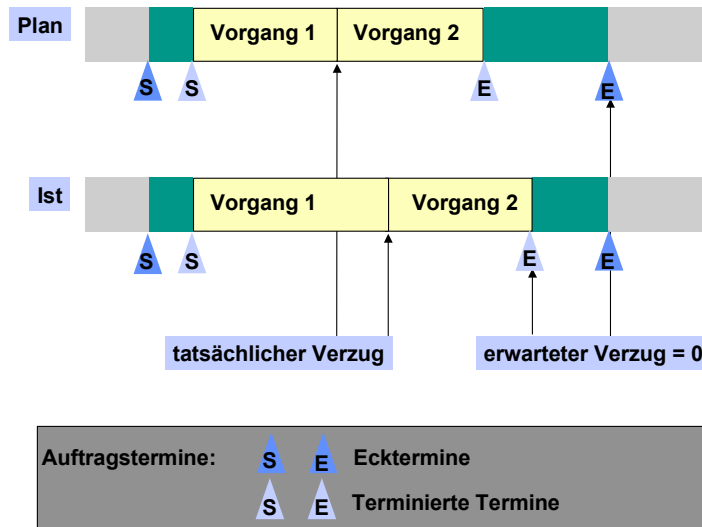 Plan
Vorgang 1 Vorgang 2
S S E E
Ist
Vorgang 1 Vorgang 2
S S E E
tatsächlicher Verzug erwarteter Verzug = 0
Auftragstermine: S E Ecktermine
S E Terminierte Termine